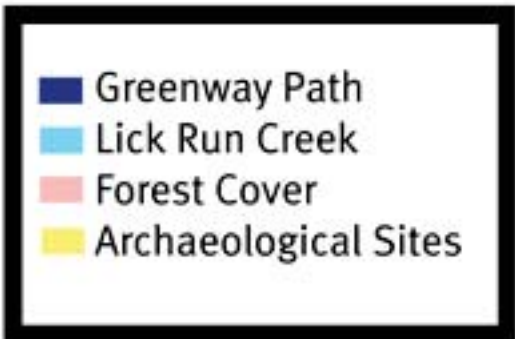 Greenway Path
Lick Run Creek
Forest Cover
Archaeological Sites